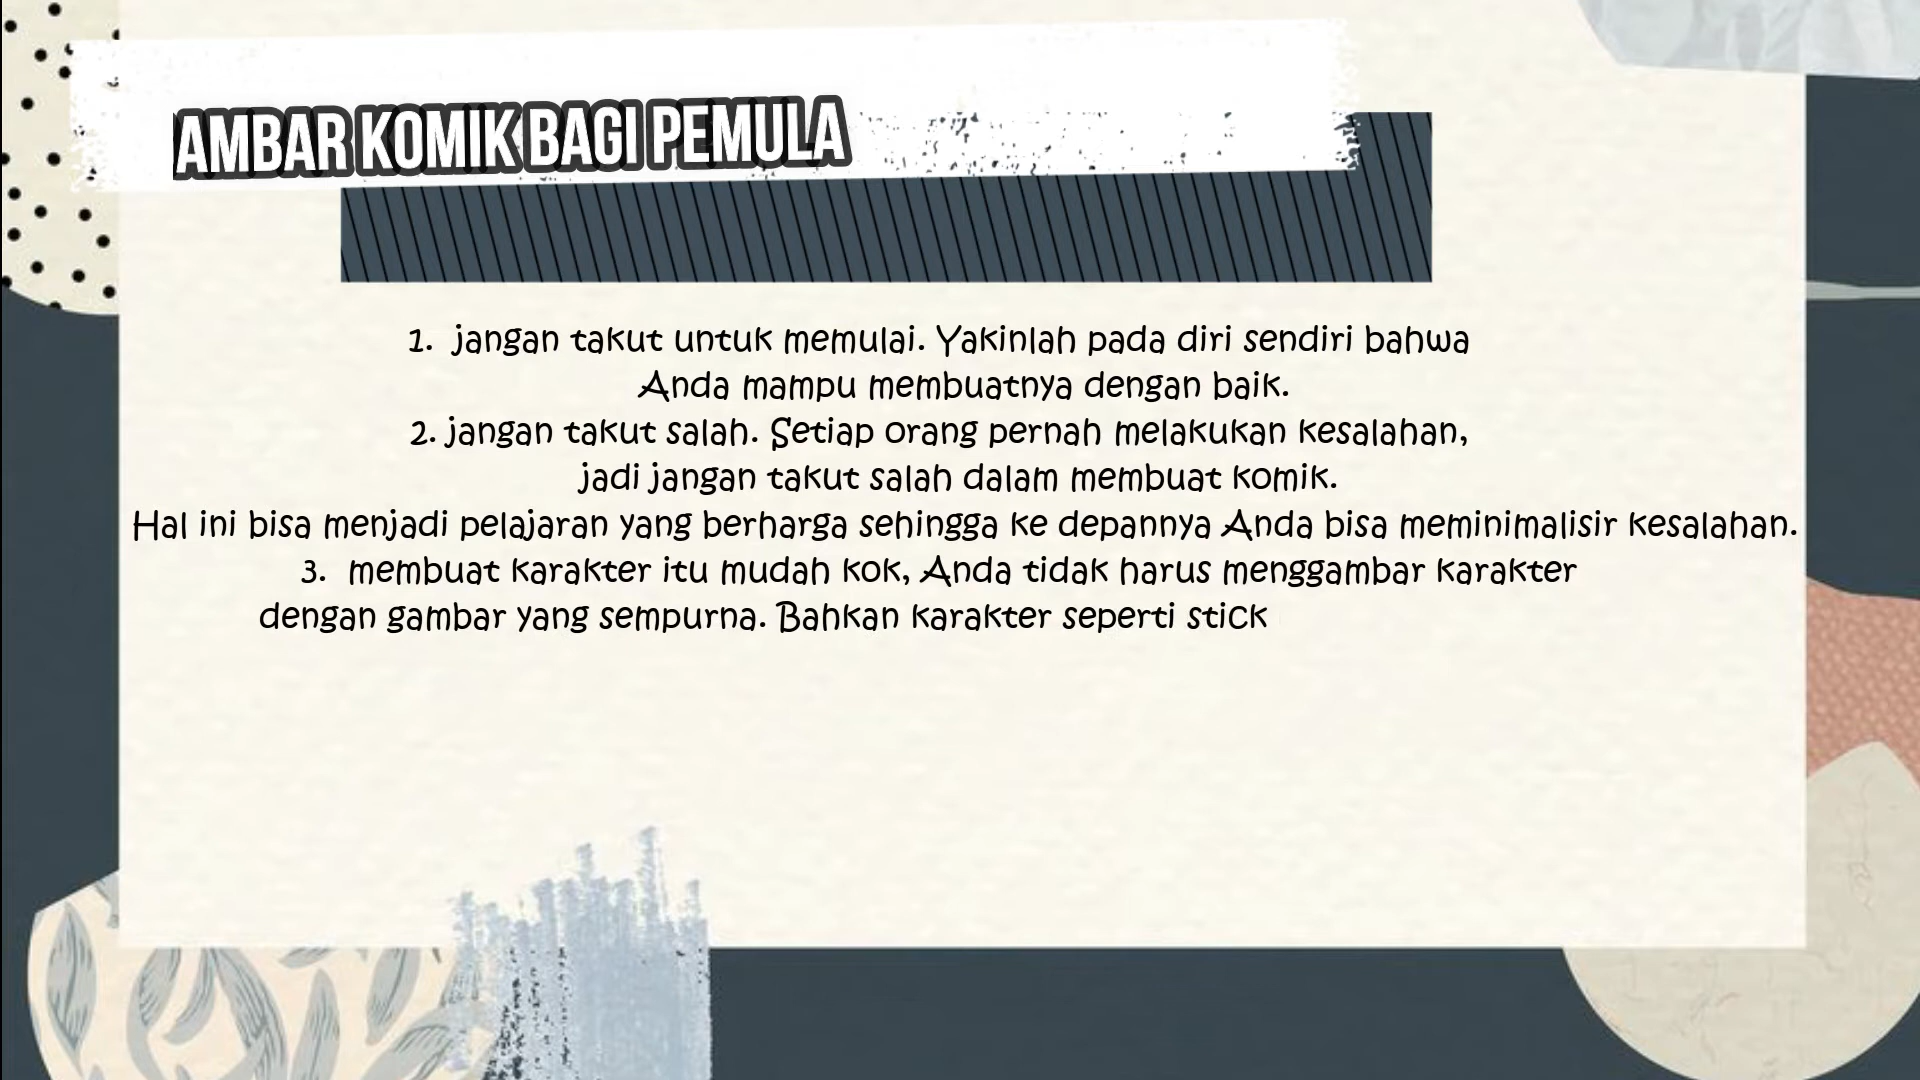 AMBAR KOMIK BAGI PEMULA
1. jangan takut untuk memulai. Yakinlah pada diri sendiri bahwa
Anda mampu membuatnya dengan baik.
2. jangan takut salah. Setiap orang pernah melakukan kesalahan,
jadi jangan takut salah dalam membuat komik.
Hal ini bisa menjadi pelajaran yang berharga sehingga ke depannya Anda bisa meminimalisir kesalahan.
3. membuat karakter itu mudah kok, Anda tidak harus menggambar karakter
dengan gambar yang sempurna. Bahkan karakter seperti stick